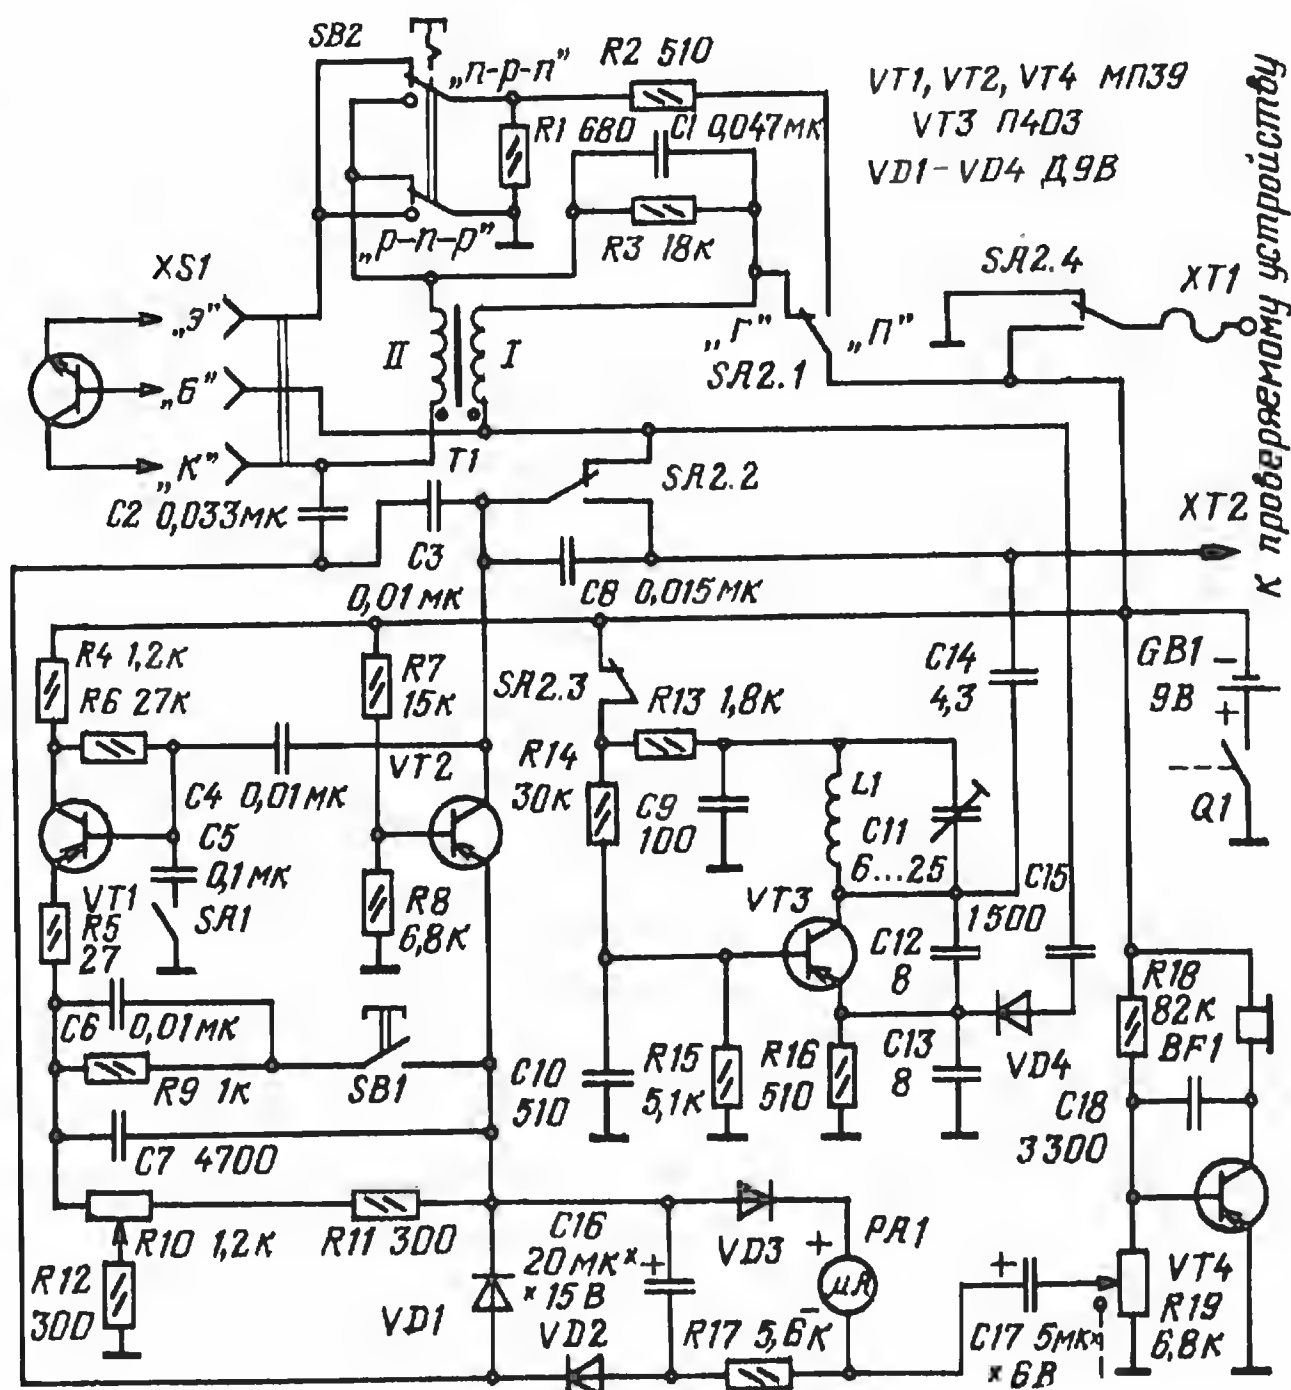 SB2
„п-р-п”
R2 510
VT1, VT2, VT4 МП39
VT3 П403
VD1-VD4 Д9В
R1 680
C1 0,047мк
R3 18к
„р-п-р”
XS1
„Э”
„Б”
„К”
II
I
T1
„Г”
„П”
SA2.1
SA2.4
XT1
К проверяемому устройству
SA2.2
XT2
C2 0,033мк
C3
0,01мк
C8 0,015мк
R4 1,2к
R6 27к
R7
15к
SA2.3
R13 1,8к
C14
4,3
GB1
9В
–
+
Q1
VT2
R14
30к
C4 0,01мк
C5
0,1мк
C9
100
L1
C11
6...25
VT1
SA1
R5
27
R8
6,8к
VT3
C15
1500
C12
8
C6
0,01мк
R9 1к
SB1
C10
510
R15
5,1к
R16
510
C13
8
VD4
R18
82к
BF1
C18
3300
C7 4700
R10 1,2к
R11 300
C16
20мк×
×15В
+
VD3
+
PA1
μA
–
R12
300
VD1
VD2
R17 5,6к
+
C17 5мк×
×6В
VT4
R19
6,8к